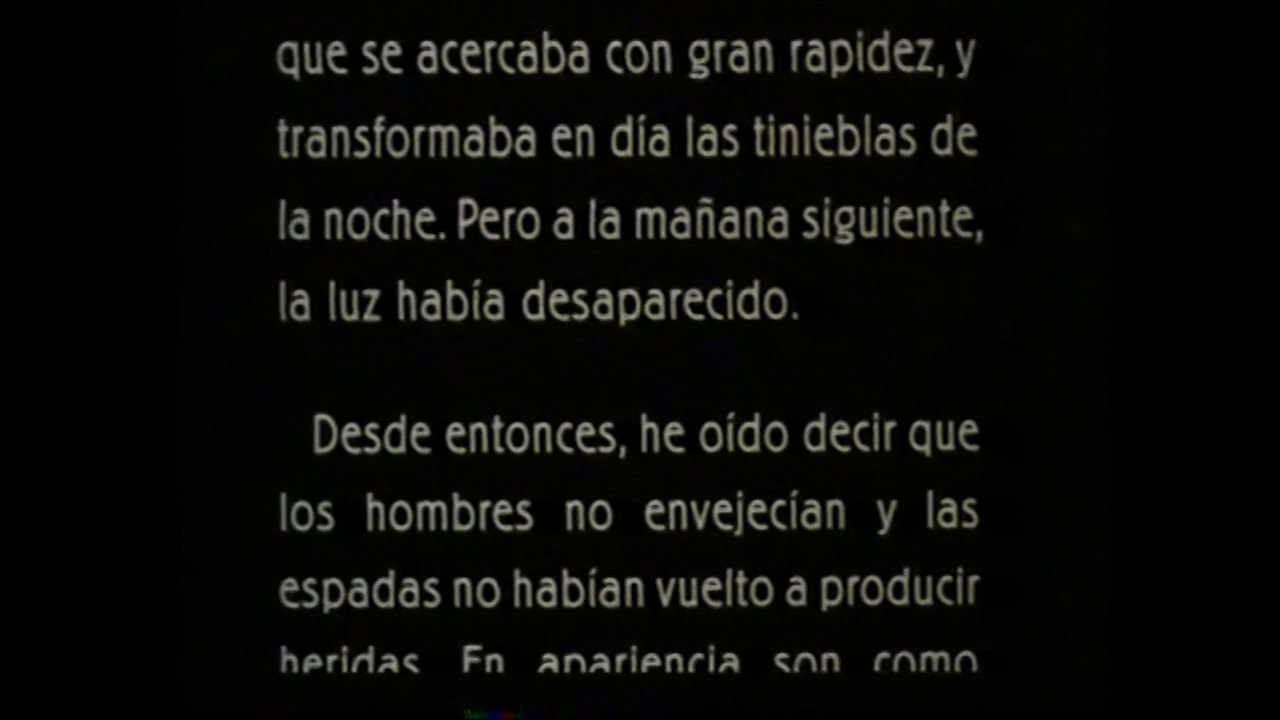 que se acercaba con gran rapidez, y
transformaba en día las tinieblas de
la noche. Pero a la mañana siguiente,
la luz había desaparecido.
Desde entonces, he oído decir que
los hombres no envejecían y las
espadas no habían vuelto a producir
heridas. En apariencia son como